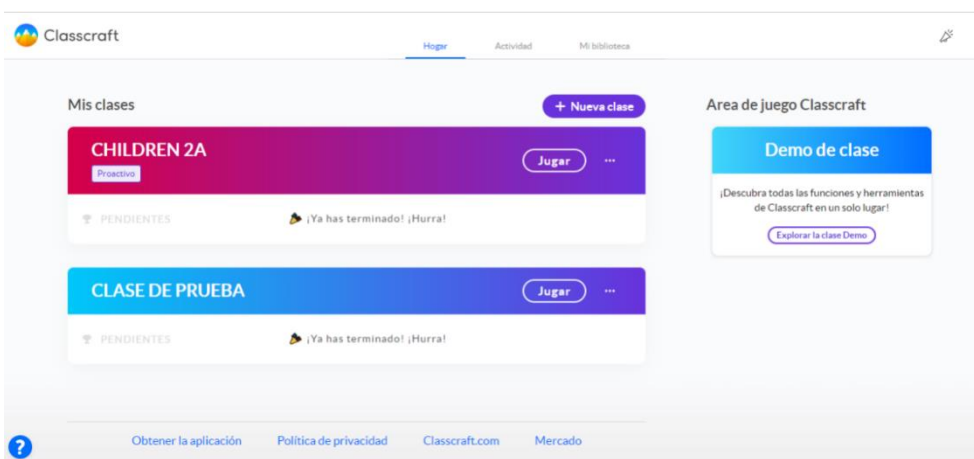 Classcraft
Hogar
Actividad
Mi biblioteca
Mis clases
+ Nueva clase
CHILDREN 2A
Proactivo
Jugar
...
PENDIENTES
¡Ya has terminado! ¡Hurra!
CLASE DE PRUEBA
Jugar
...
PENDIENTES
¡Ya has terminado! ¡Hurra!
Area de juego Classcraft
Demo de clase
¡Descubra todas las funciones y herramientas
de Classcraft en un solo lugar!
Explorar la clase Demo
?
Obtener la aplicación
Política de privacidad
Classcraft.com
Mercado